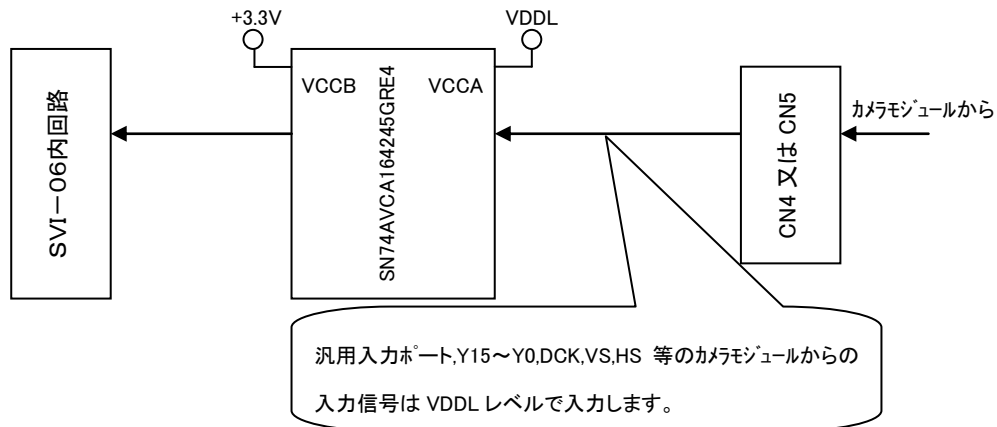 +3.3V
VDDL
VCCB
VCCA
SN74AVCA164245GRE4
SVI－06内回路
CN4 又は CN5
ｶﾒﾗﾓｼﾞｭｰﾙから
汎用入力ﾎﾟｰﾄ,Y15～Y0,DCK,VS,HS 等のｶﾒﾗﾓｼﾞｭｰﾙからの
入力信号は VDDL レベルで入力します。